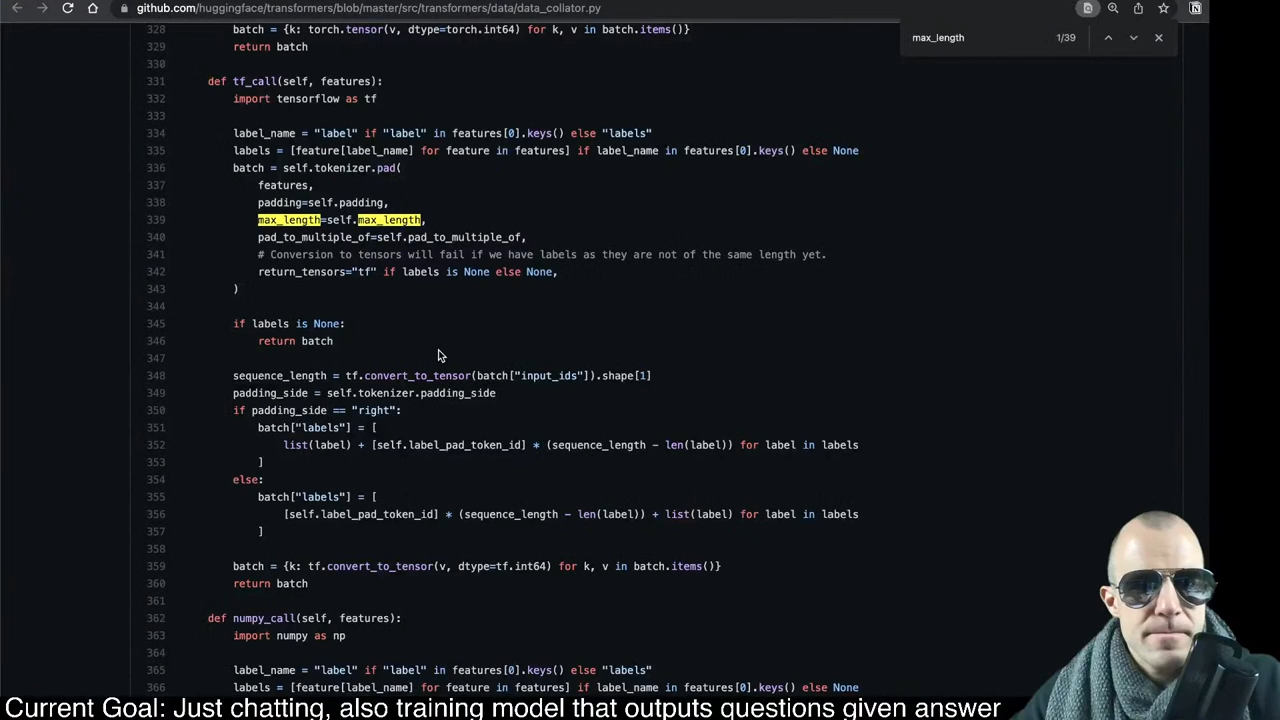 github.com/huggingface/transformers/blob/master/src/transformers/data/data_collator.py
max_length 1/39
328 batch = {k: torch.tensor(v, dtype=torch.int64) for k, v in batch.items()}
329 return batch
330
331 def tf_call(self, features):
332 import tensorflow as tf
333
334 label_name = "label" if "label" in features[0].keys() else "labels"
335 labels = [feature[label_name] for feature in features] if label_name in features[0].keys() else None
336 batch = self.tokenizer.pad(
337 features,
338 padding=self.padding,
339 max_length=self.max_length,
340 pad_to_multiple_of=self.pad_to_multiple_of,
341 # Conversion to tensors will fail if we have labels as they are not of the same length yet.
342 return_tensors="tf" if labels is None else None,
343 )
344
345 if labels is None:
346 return batch
347
348 sequence_length = tf.convert_to_tensor(batch["input_ids"]).shape[1]
349 padding_side = self.tokenizer.padding_side
350 if padding_side == "right":
351 batch["labels"] = [
352 list(label) + [self.label_pad_token_id] * (sequence_length - len(label)) for label in labels
353 ]
354 else:
355 batch["labels"] = [
356 [self.label_pad_token_id] * (sequence_length - len(label)) + list(label) for label in labels
357 ]
358
359 batch = {k: tf.convert_to_tensor(v, dtype=tf.int64) for k, v in batch.items()}
360 return batch
361
362 def numpy_call(self, features):
363 import numpy as np
364
365 label_name = "label" if "label" in features[0].keys() else "labels"
366 labels = [feature[label_name] for feature in features] if label_name in features[0].keys() else None
Current Goal: Just chatting, also training model that outputs questions given answer